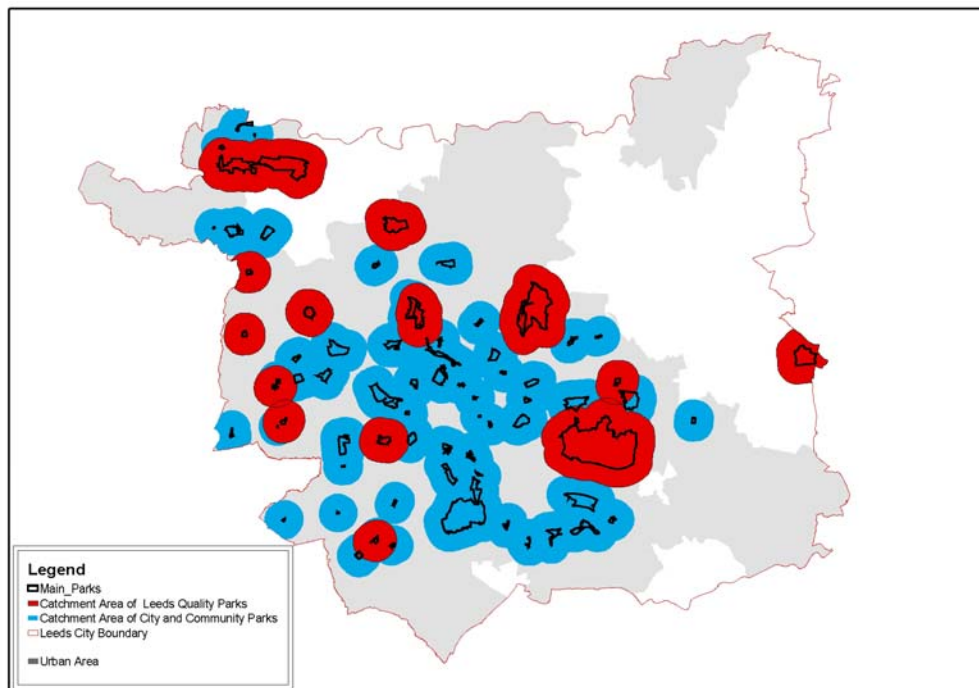 Legend
Main_Parks
Catchment Area of Leeds Quality Parks
Catchment Area of City and Community Parks
Leeds City Boundary
Urban Area